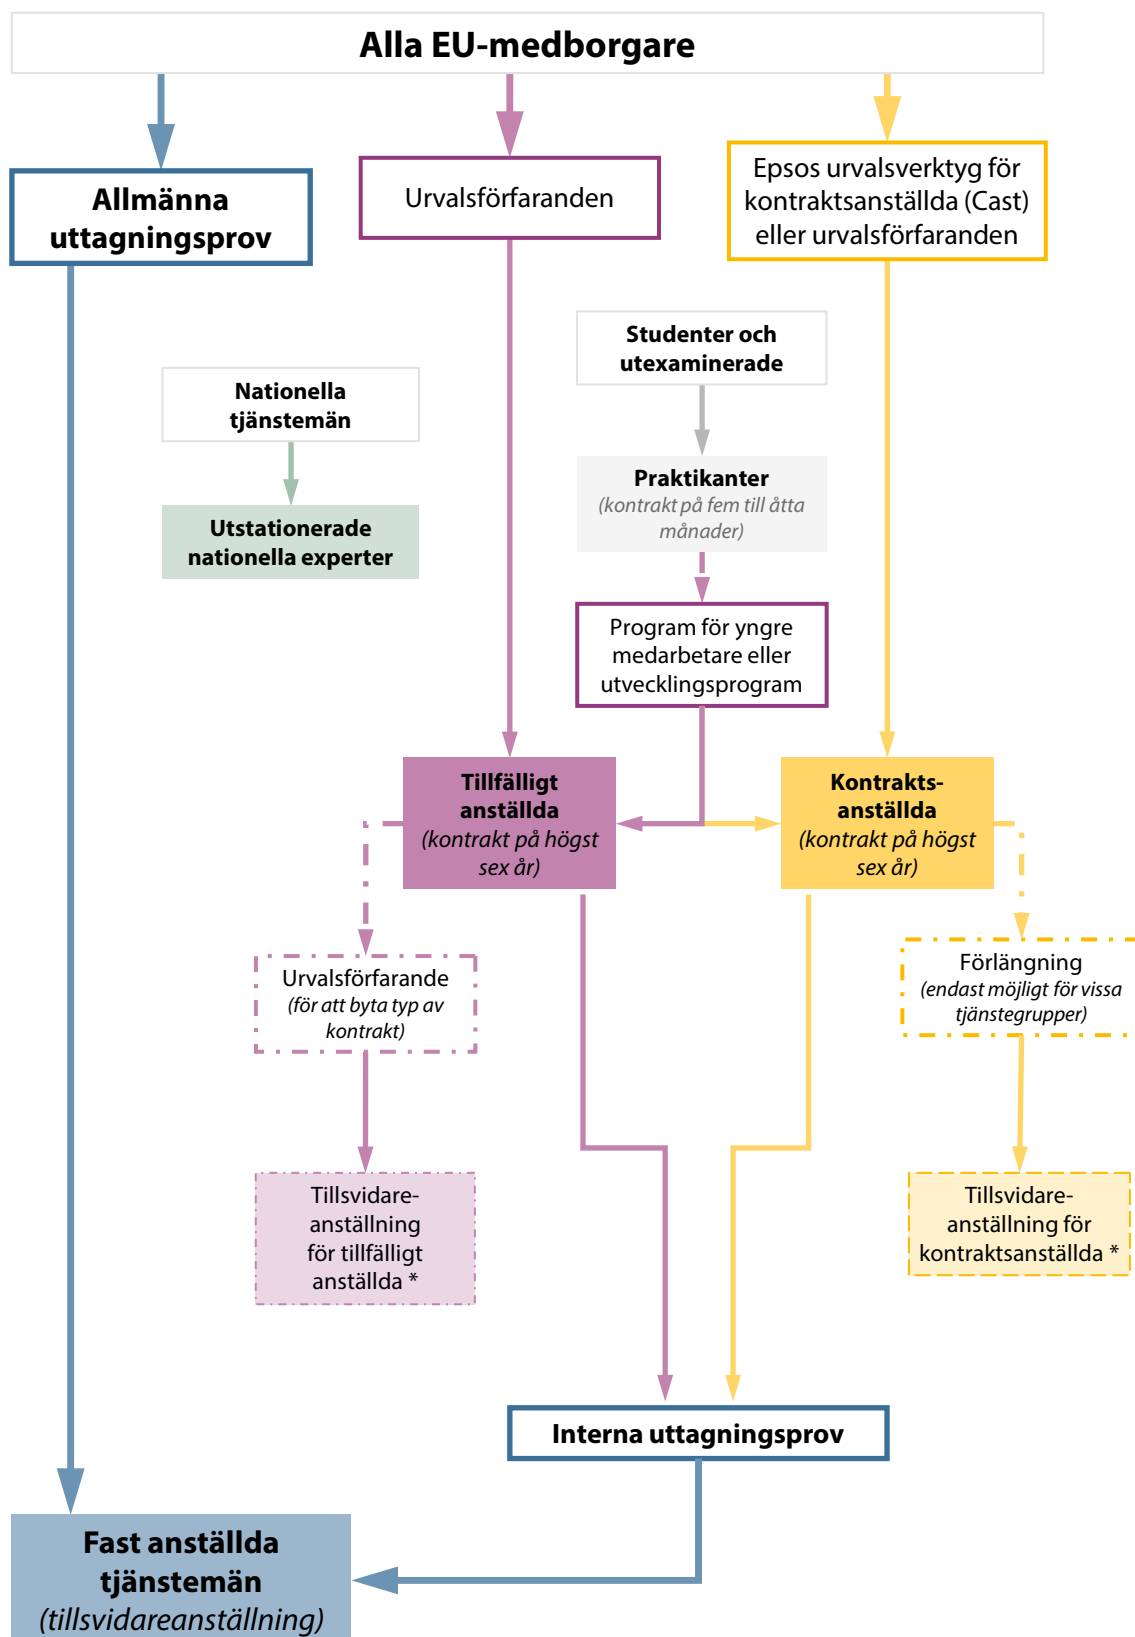 Alla EU-medborgare
Allmänna
uttagningsprov
Urvalsförfaranden
Epsos urvalsverktyg för
kontraktsanställda (Cast)
eller urvalsförfaranden
Studenter och
utexaminerade
Nationella
tjänstemän
Praktikanter
(kontrakt på fem till åtta
månader)
Utstationerade
nationella experter
Program för yngre
medarbetare eller
utvecklingsprogram
Tillfälligt
anställda
(kontrakt på högst
sex år)
Kontrakts-
anställda
(kontrakt på högst
sex år)
Urvalsförfarande
(för att byta typ av
kontrakt)
Förlängning
(endast möjligt för vissa
tjänstegrupper)
Tillsvidare-
anställning
för tillfälligt
anställda *
Tillsvidare-
anställning för
kontraktsanställda *
Interna uttagningsprov
Fast anställda
tjänstemän
(tillsvidareanställning)